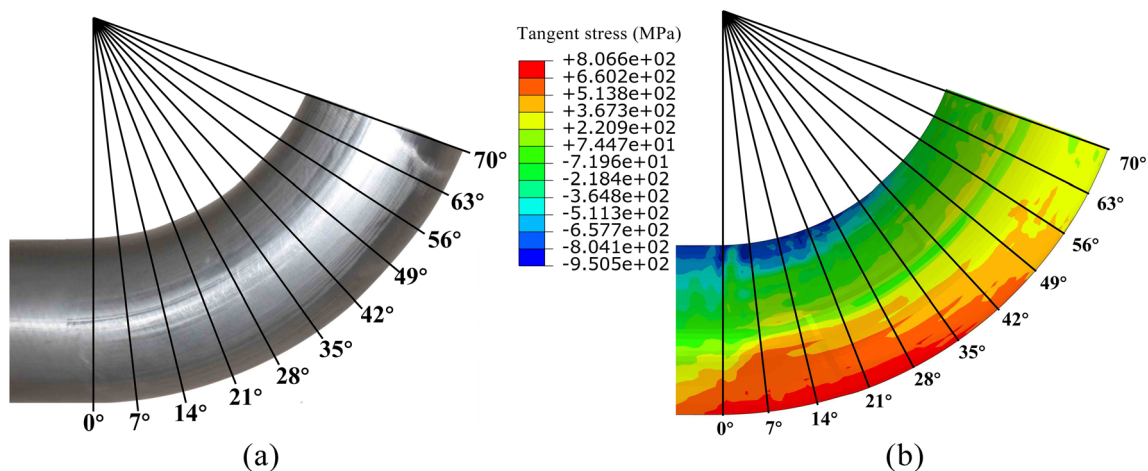 70°
63°
56°
49°
42°
35°
28°
21°
14°
7°
0°
(a)
Tangent stress (MPa)
+8.066e+02
+6.602e+02
+5.138e+02
+3.673e+02
+2.209e+02
+7.447e+01
-7.196e+01
-2.184e+02
-3.648e+02
-5.113e+02
-6.577e+02
-8.041e+02
-9.505e+02
70°
63°
56°
49°
42°
35°
28°
21°
14°
7°
0°
(b)